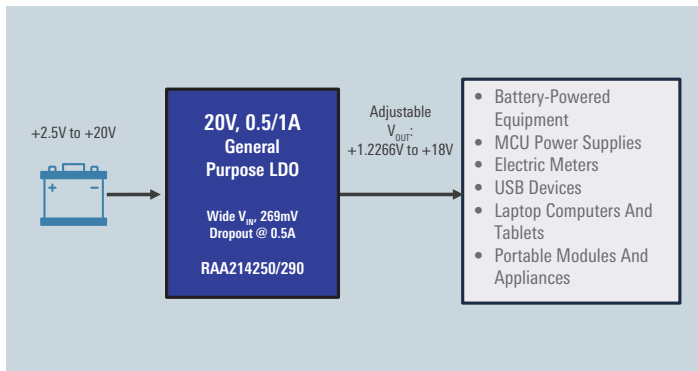 +2.5V to +20V
+ −
20V, 0.5/1A
General
Purpose LDO
Wide VIN, 269mV
Dropout @ 0.5A
RAA214250/290
Adjustable
VOUT:
+1.2266V to +18V
• Battery-Powered
Equipment
• MCU Power Supplies
• Electric Meters
• USB Devices
• Laptop Computers And
Tablets
• Portable Modules And
Appliances